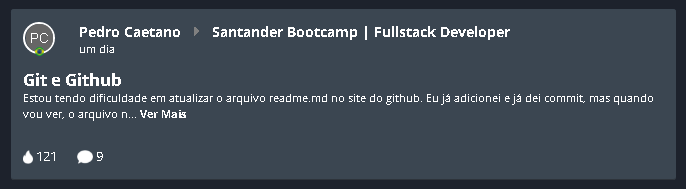 PC
Pedro Caetano Santander Bootcamp | Fullstack Developer
um dia
Git e Github
Estou tendo dificuldade em atualizar o arquivo readme.md no site do github. Eu já adicionei e já dei commit, mas quando
vou ver, o arquivo n... Ver Mais
121 9